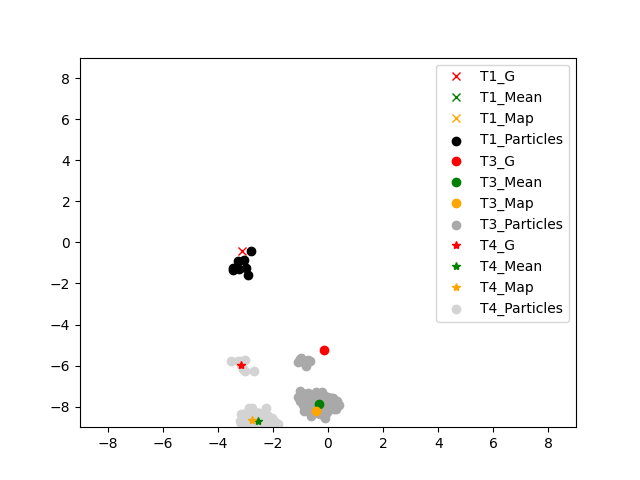 8
6
4
2
0
−2
−4
−6
−8
−8 −6 −4 −2 0 2 4 6 8
T1_G
T1_Mean
T1_Map
T1_Particles
T3_G
T3_Mean
T3_Map
T3_Particles
T4_G
T4_Mean
T4_Map
T4_Particles